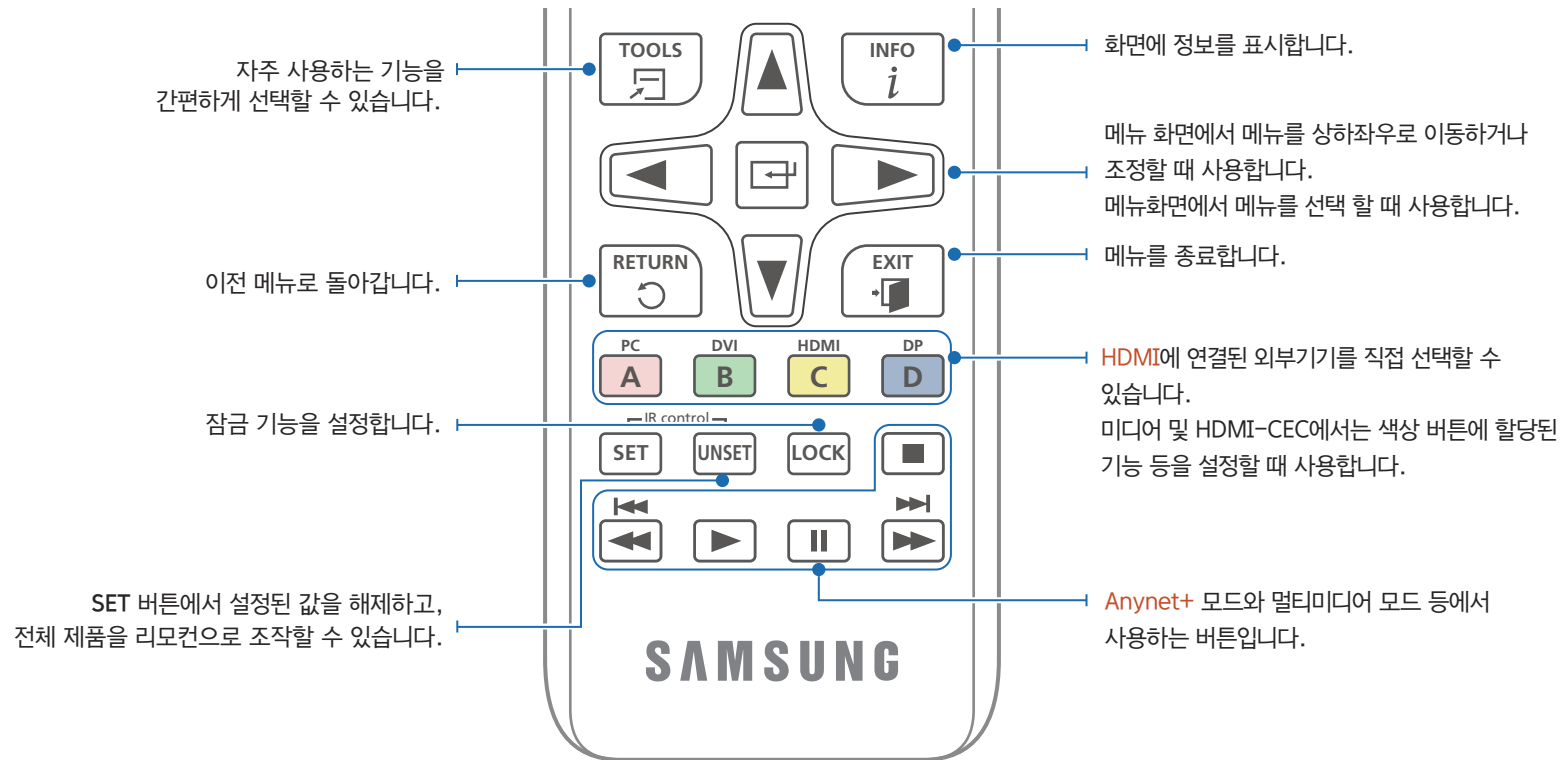 TOOLS
INFO
i
자주 사용하는 기능을
간편하게 선택할 수 있습니다.
화면에 정보를 표시합니다.
메뉴 화면에서 메뉴를 상하좌우로 이동하거나
조정할 때 사용합니다.
메뉴화면에서 메뉴를 선택 할 때 사용합니다.
RETURN
EXIT
이전 메뉴로 돌아갑니다.
메뉴를 종료합니다.
PC
DVI
HDMI
DP
A
B
C
D
HDMI에 연결된 외부기기를 직접 선택할 수
있습니다.
미디어 및 HDMI-CEC에서는 색상 버튼에 할당된
기능 등을 설정할 때 사용합니다.
잠금 기능을 설정합니다.
IR control
SET
UNSET
LOCK
SET 버튼에서 설정된 값을 해제하고,
전체 제품을 리모컨으로 조작할 수 있습니다.
Anynet+ 모드와 멀티미디어 모드 등에서
사용하는 버튼입니다.
SAMSUNG